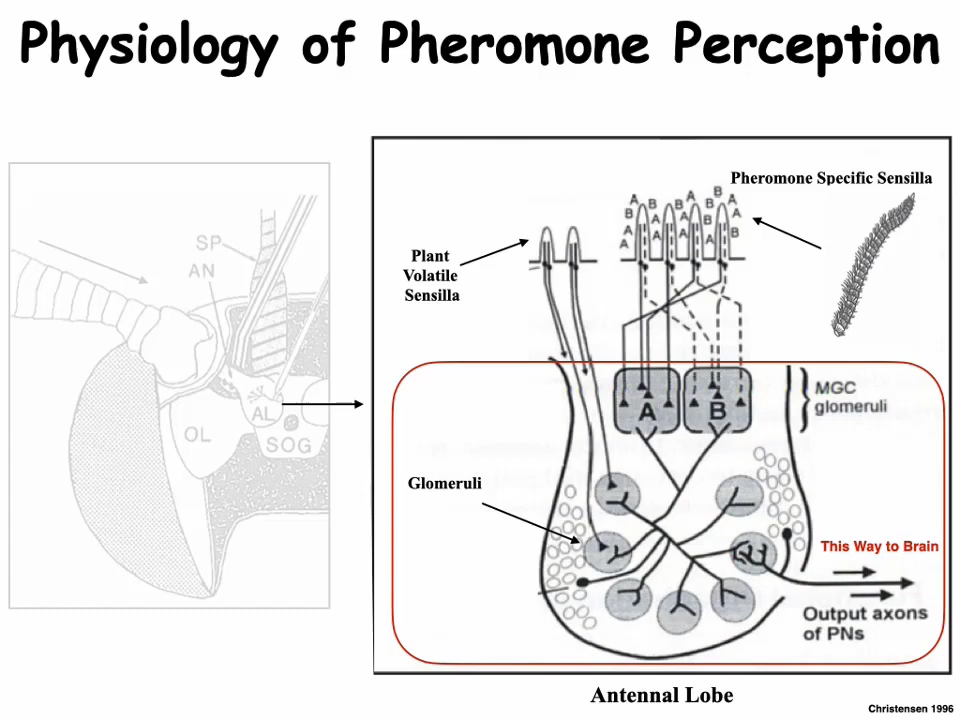 Physiology of Pheromone Perception
SP
AN
AL
OL
SOG
Pheromone Specific Sensilla
Plant
Volatile
Sensilla
A B A B B A
B A A A B A
A A A B A B
A B
MGC
glomeruli
Glomeruli
This Way to Brain
Output axons
of PNs
Antennal Lobe
Christensen 1996